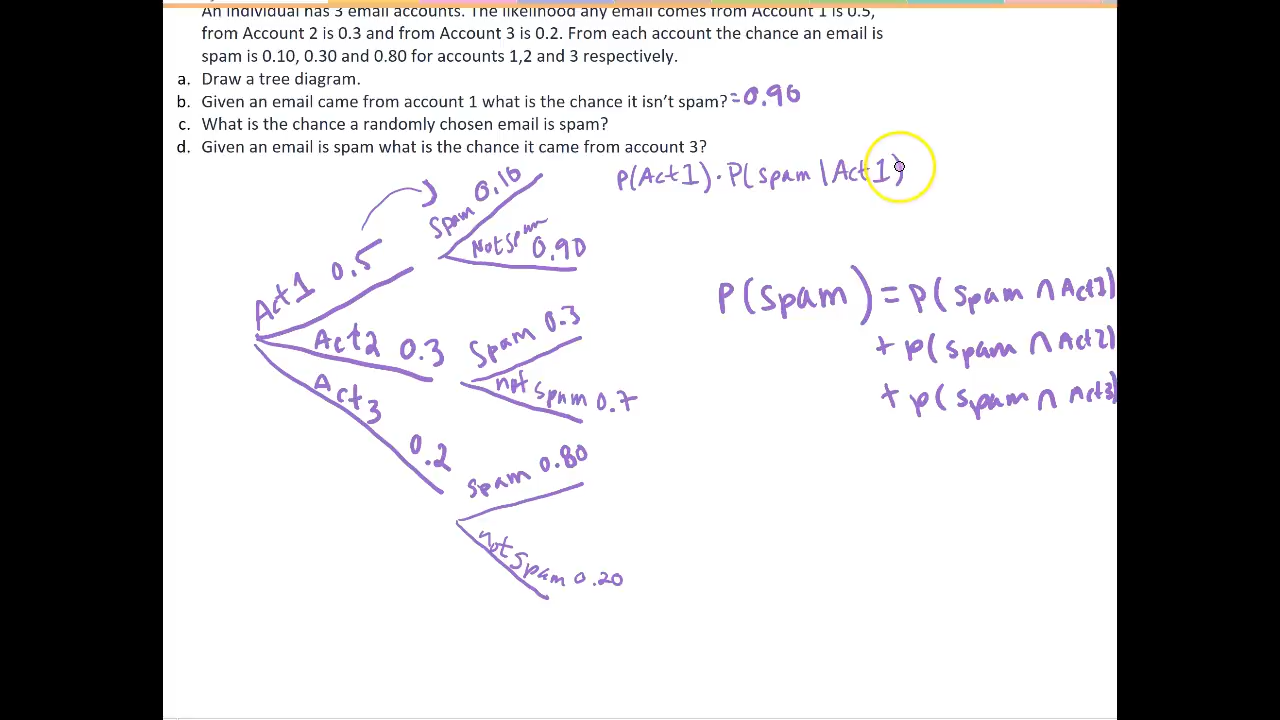 An individual has 3 email accounts. The likelihood any email comes from Account 1 is 0.5,
from Account 2 is 0.3 and from Account 3 is 0.2. From each account the chance an email is
spam is 0.10, 0.30 and 0.80 for accounts 1,2 and 3 respectively.
a. Draw a tree diagram.
b. Given an email came from account 1 what is the chance it isn't spam? =0.90
c. What is the chance a randomly chosen email is spam?
d. Given an email is spam what is the chance it came from account 3?
P(Act1) · P(spam | Act1)
Spam 0.10
Not Spam 0.90
Act1 0.5
P(spam) = P(spam ∩ Act1)
+ P(spam ∩ Act2)
+ P(spam ∩ Act3)
Act2 0.3
Spam 0.3
not Spam 0.7
Act3 0.2
Spam 0.80
not Spam 0.20